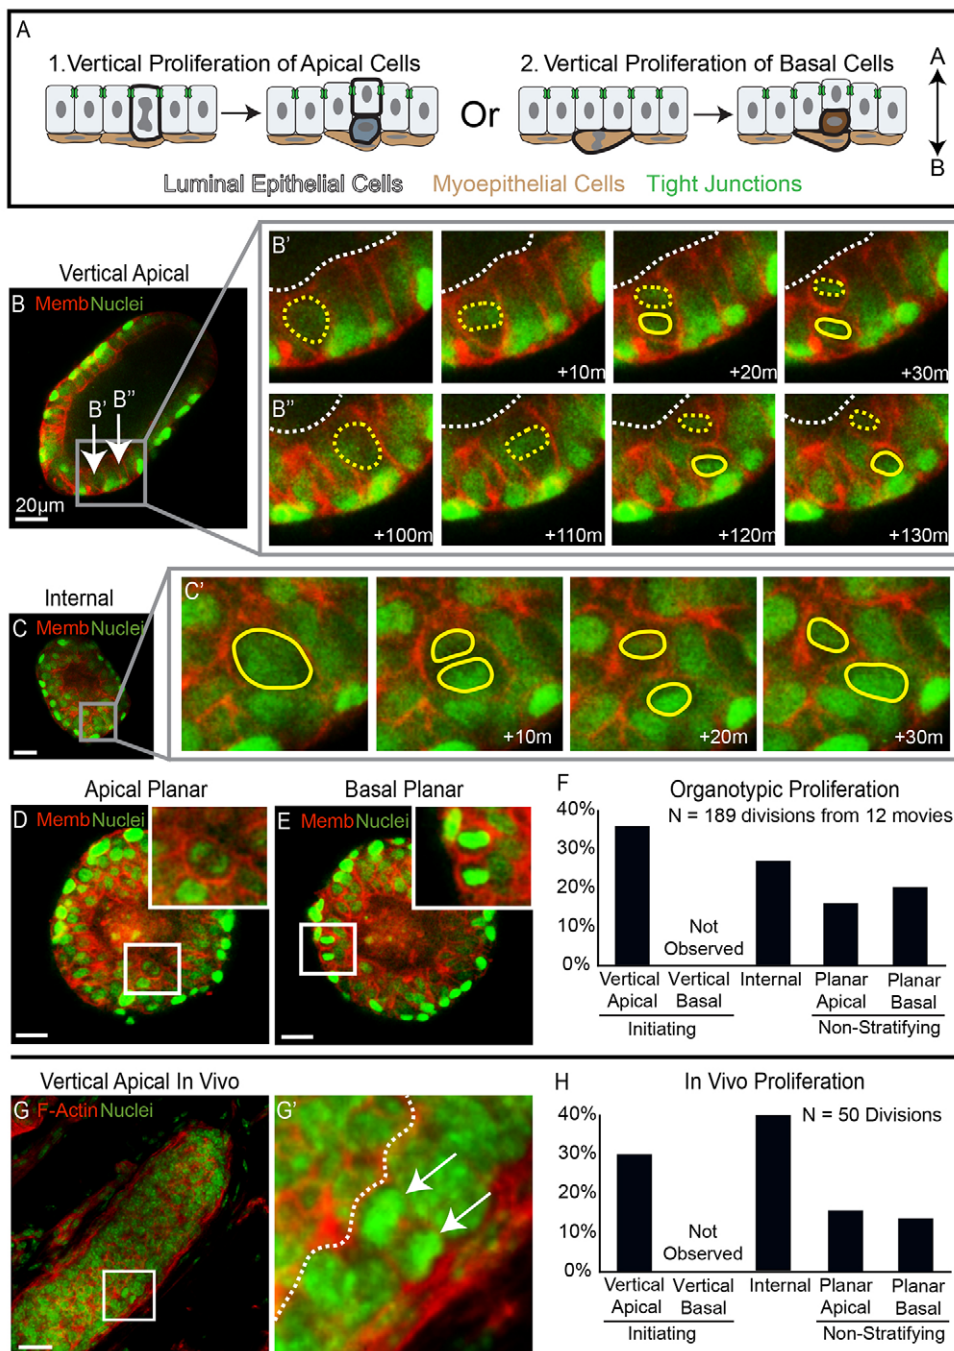 A
1. Vertical Proliferation of Apical Cells
2. Vertical Proliferation of Basal Cells
Or
A
B
Luminal Epithelial Cells
Myoepithelial Cells
Tight Junctions
Vertical Apical
B
Memb Nuclei
B'
B"
20µm
B'
+10m
+20m
+30m
B"
+100m
+110m
+120m
+130m
Internal
C
Memb Nuclei
C'
+10m
+20m
+30m
Apical Planar
D
Memb Nuclei
Basal Planar
E
Memb Nuclei
F
Organotypic Proliferation
N = 189 divisions from 12 movies
40%
30%
20%
10%
0%
Not
Observed
Vertical
Apical
Vertical
Basal
Internal
Planar
Apical
Planar
Basal
Initiating
Non-Stratifying
Vertical Apical In Vivo
G
F-Actin Nuclei
G'
H
In Vivo Proliferation
N = 50 Divisions
40%
30%
20%
10%
0%
Not
Observed
Vertical
Apical
Vertical
Basal
Internal
Planar
Apical
Planar
Basal
Initiating
Non-Stratifying